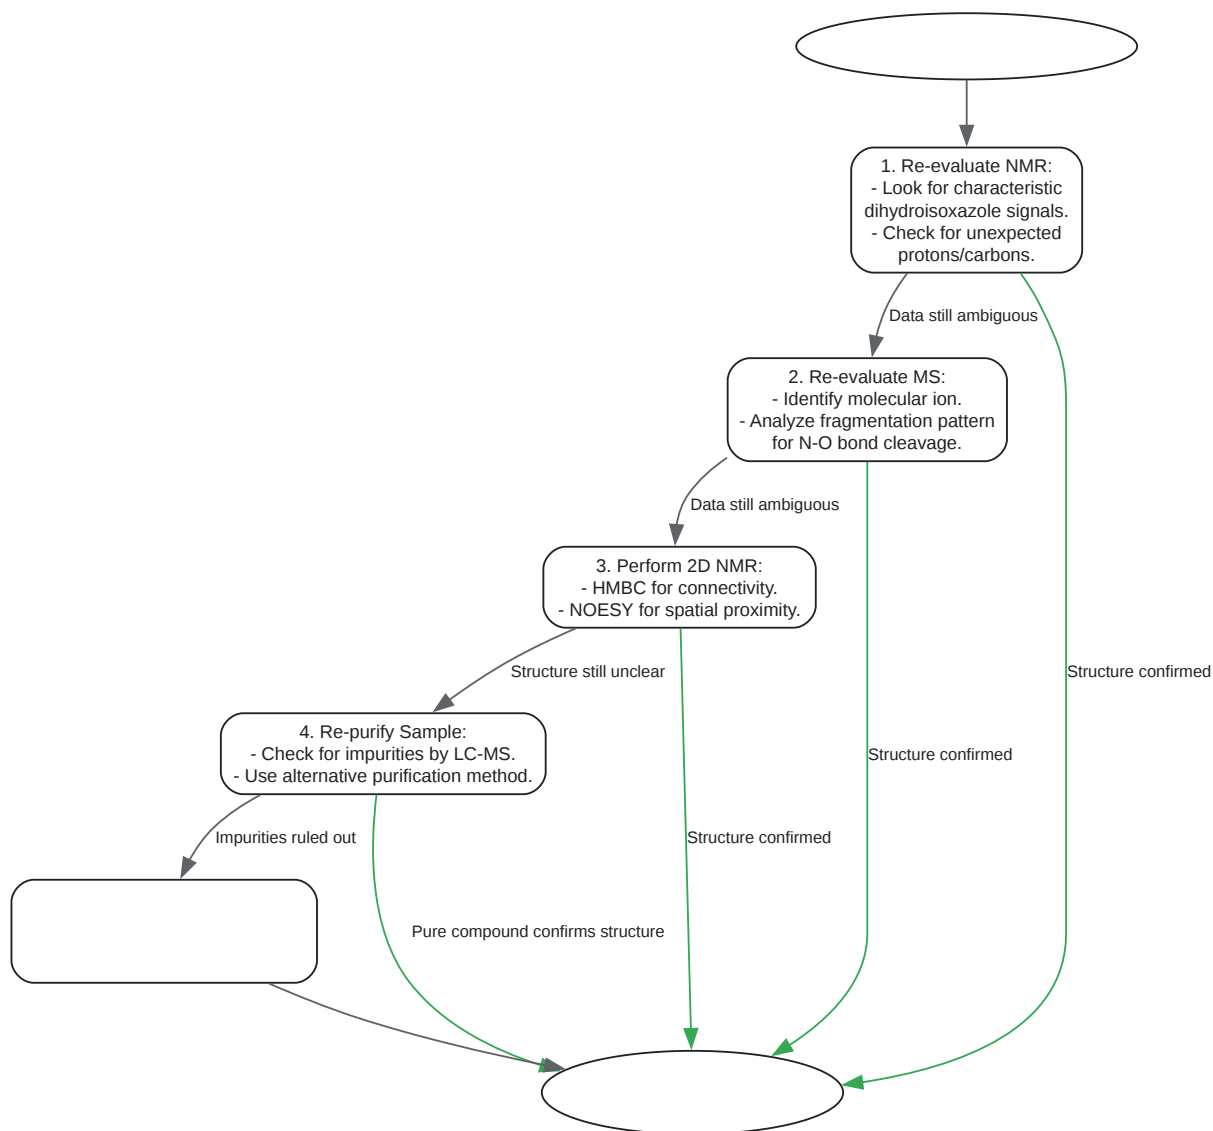 1. Re-evaluate NMR:
- Look for characteristic
dihydroisoxazole signals.
- Check for unexpected
protons/carbons.
Data still ambiguous
2. Re-evaluate MS:
- Identify molecular ion.
- Analyze fragmentation pattern
for N-O bond cleavage.
Data still ambiguous
3. Perform 2D NMR:
- HMBC for connectivity.
- NOESY for spatial proximity.
Structure still unclear
Structure confirmed
4. Re-purify Sample:
- Check for impurities by LC-MS.
- Use alternative purification method.
Structure confirmed
Impurities ruled out
Structure confirmed
Pure compound confirms structure